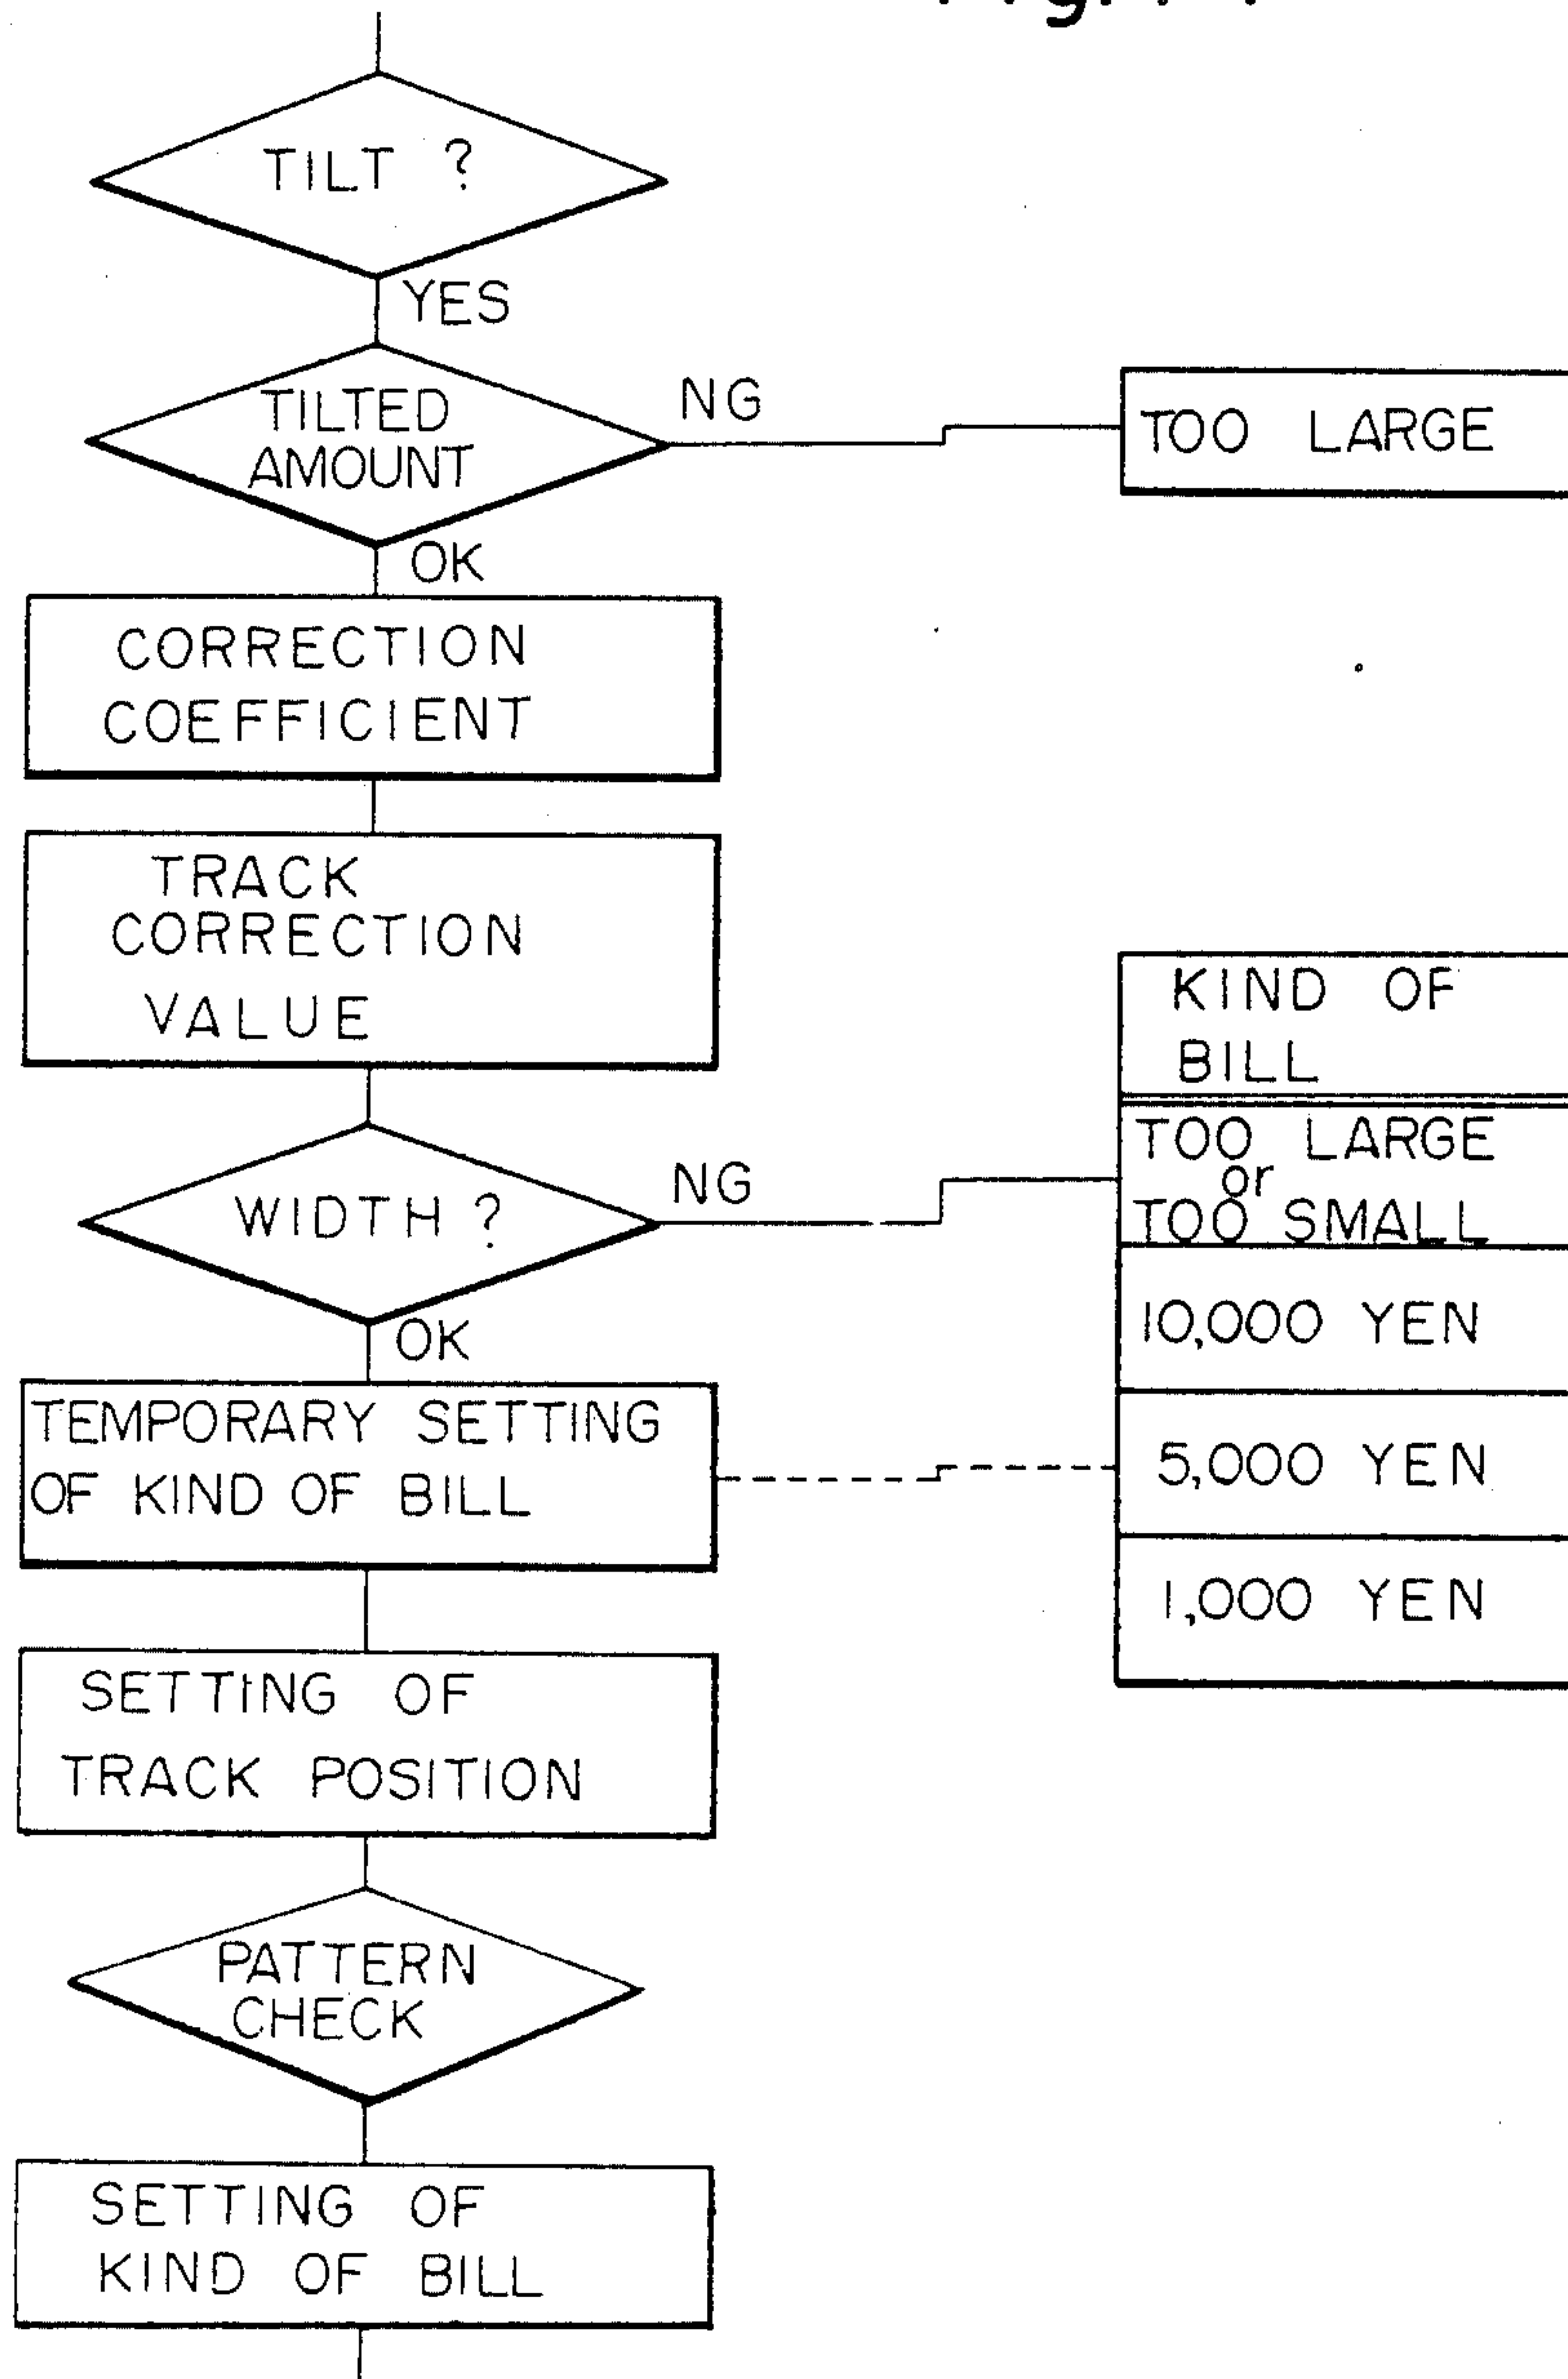 TILT ?
YES
TILTED
AMOUNT
NG
TOO LARGE
OK
CORRECTION
COEFFICIENT
TRACK
CORRECTION
VALUE
WIDTH ?
NG
OK
KIND OF
BILL
TOO LARGE
or
TOO SMALL
10,000 YEN
5,000 YEN
1,000 YEN
TEMPORARY SETTING
OF KIND OF BILL
SETTING OF
TRACK POSITION
PATTERN
CHECK
SETTING OF
KIND OF BILL